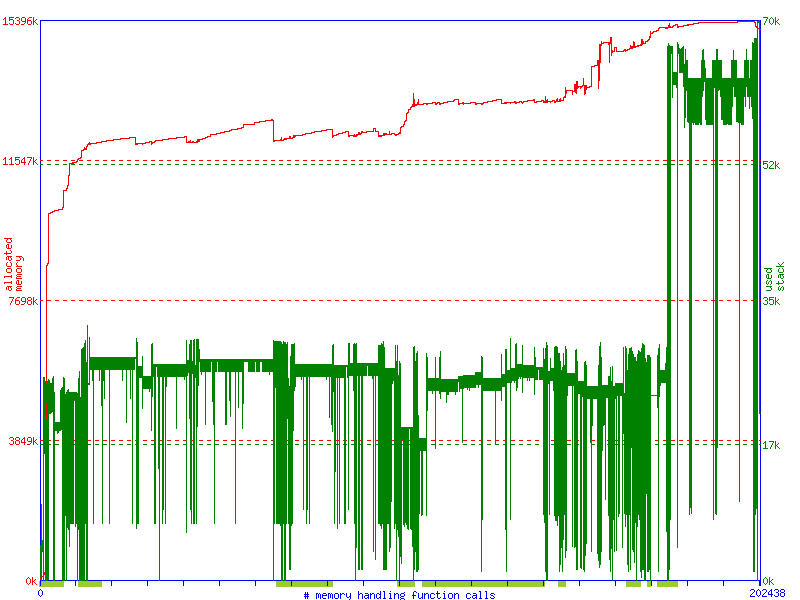 15396k
70k
11547k
52k
allocated
memory
used
stack
7698k
35k
3849k
17k
0k
0k
0
# memory handling function calls
202438